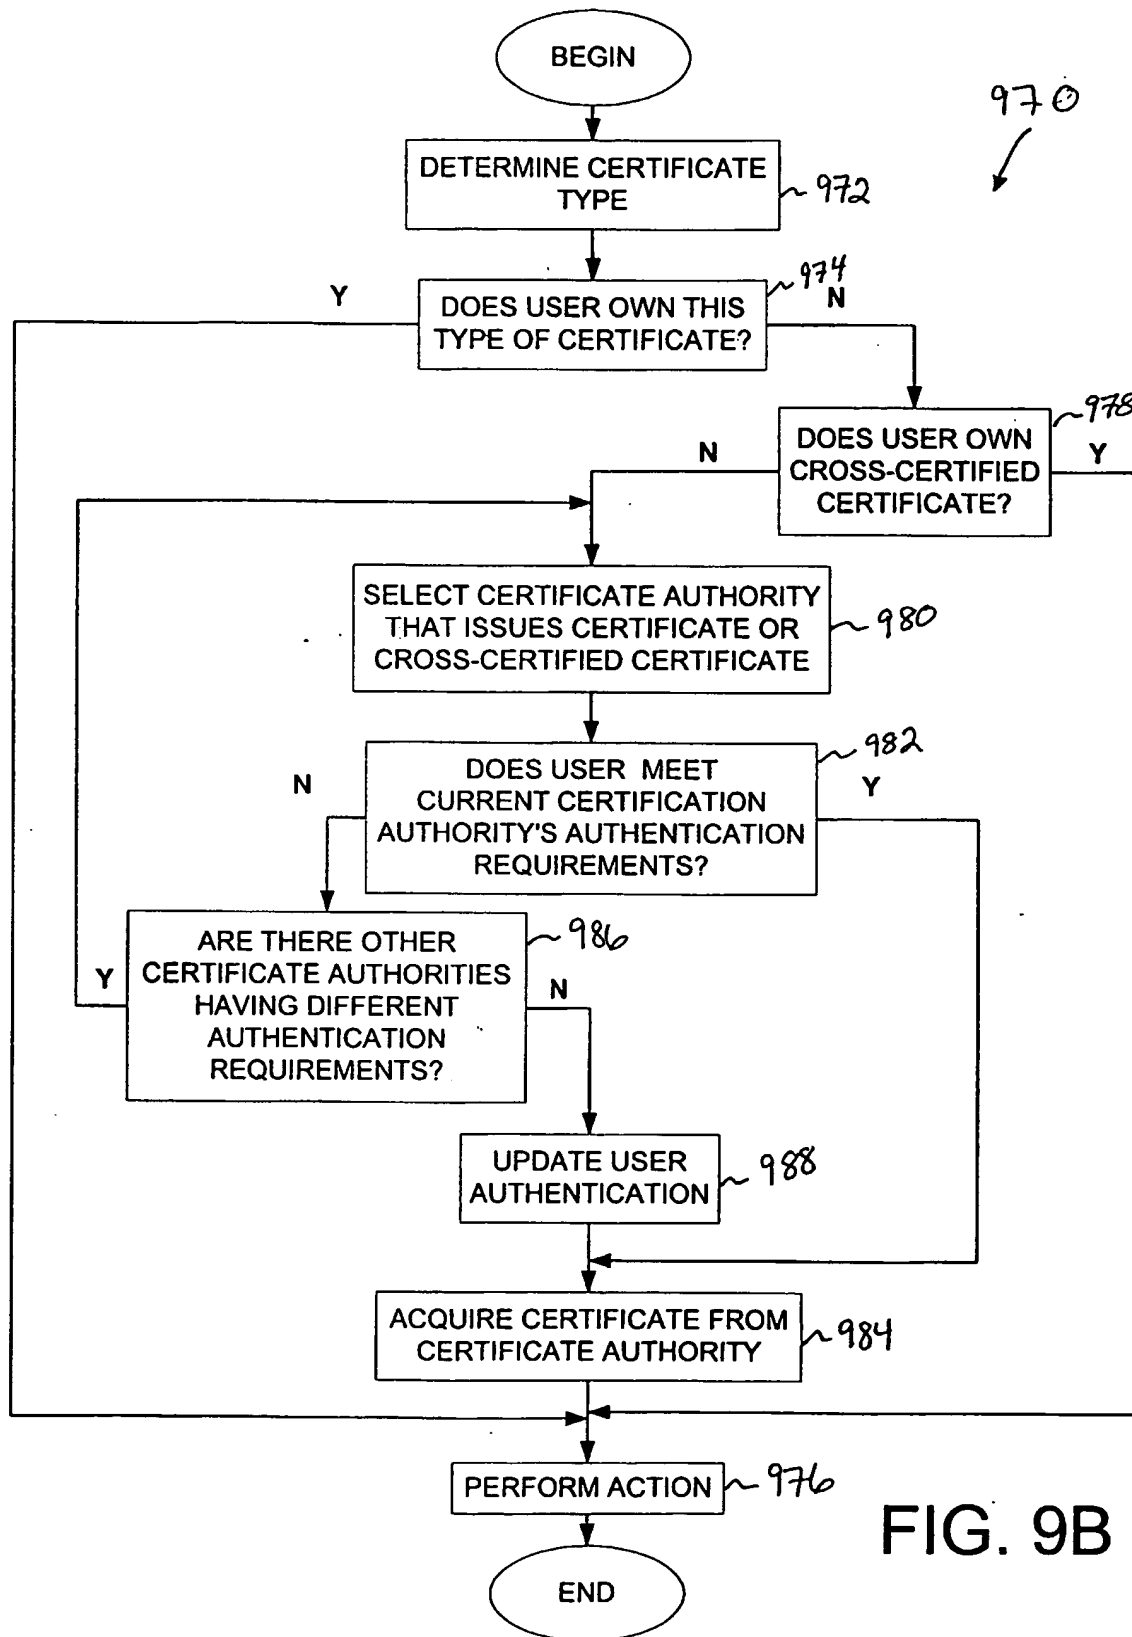 BEGIN
970
DETERMINE CERTIFICATE
TYPE
972
974
Y
N
DOES USER OWN THIS
TYPE OF CERTIFICATE?
978
DOES USER OWN
CROSS-CERTIFIED
CERTIFICATE?
N
Y
SELECT CERTIFICATE AUTHORITY
THAT ISSUES CERTIFICATE OR
CROSS-CERTIFIED CERTIFICATE
980
982
DOES USER MEET
CURRENT CERTIFICATION
AUTHORITY'S AUTHENTICATION
REQUIREMENTS?
N
Y
986
ARE THERE OTHER
CERTIFICATE AUTHORITIES
HAVING DIFFERENT
AUTHENTICATION
REQUIREMENTS?
Y
N
UPDATE USER
AUTHENTICATION
988
ACQUIRE CERTIFICATE FROM
CERTIFICATE AUTHORITY
984
PERFORM ACTION
976
FIG. 9B
END